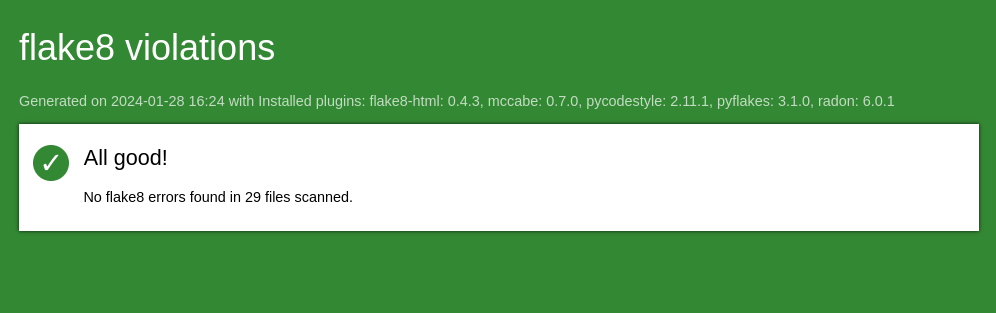 flake8 violations
Generated on 2024-01-28 16:24 with Installed plugins: flake8-html: 0.4.3, mccabe: 0.7.0, pycodestyle: 2.11.1, pyflakes: 3.1.0, radon: 6.0.1
✓ All good!
No flake8 errors found in 29 files scanned.